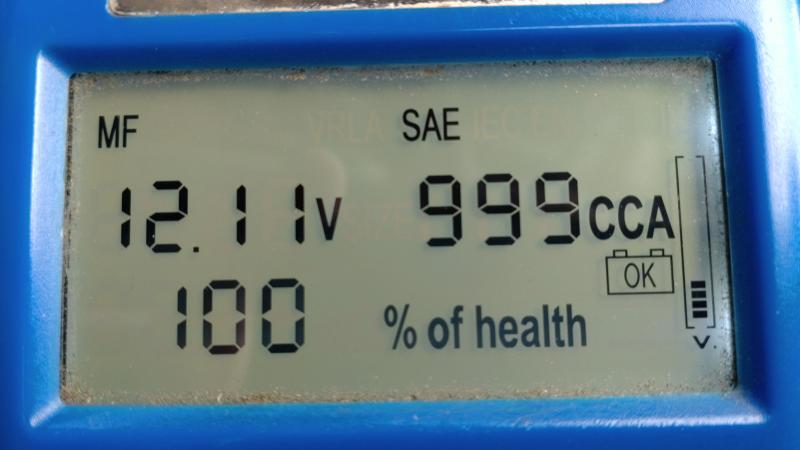 MF SAE
12.11V 999CCA
OK
100 % of health
V.